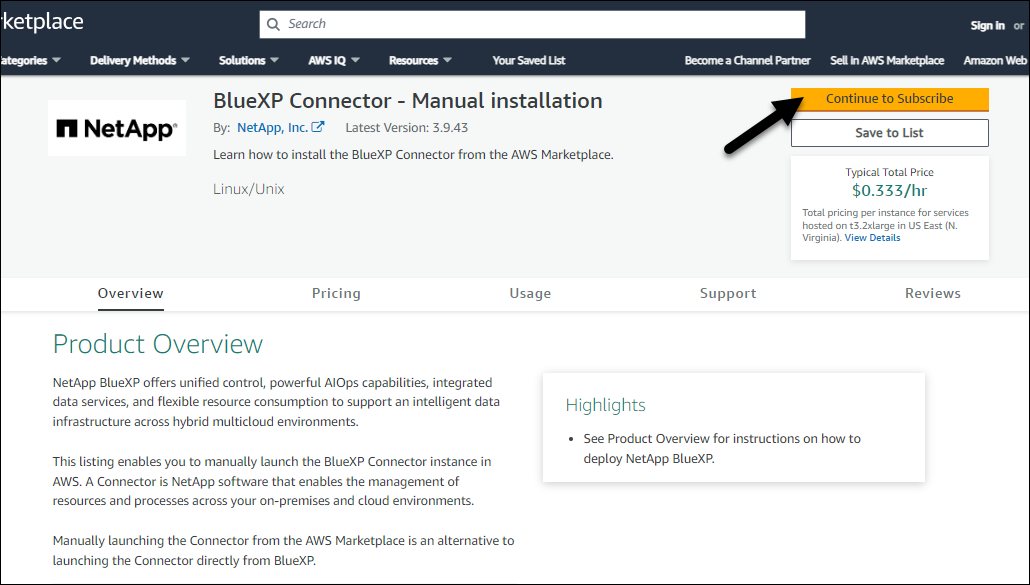 rketplace
Search
Sign in or
ategories
Delivery Methods
Solutions
AWS IQ
Resources
Your Saved List
Become a Channel Partner
Sell in AWS Marketplace
Amazon Web
NetApp®
BlueXP Connector - Manual installation
By: NetApp, Inc. Latest Version: 3.9.43
Learn how to install the BlueXP Connector from the AWS Marketplace.
Linux/Unix
Continue to Subscribe
Save to List
Typical Total Price
$0.333/hr
Total pricing per instance for services
hosted on t3.2xlarge in US East (N.
Virginia). View Details
Overview
Pricing
Usage
Support
Reviews
Product Overview
NetApp BlueXP offers unified control, powerful AIOps capabilities, integrated
data services, and flexible resource consumption to support an intelligent data
infrastructure across hybrid multicloud environments.
This listing enables you to manually launch the BlueXP Connector instance in
AWS. A Connector is NetApp software that enables the management of
resources and processes across your on-premises and cloud environments.
Manually launching the Connector from the AWS Marketplace is an alternative to
launching the Connector directly from BlueXP.
Highlights
• See Product Overview for instructions on how to
deploy NetApp BlueXP.